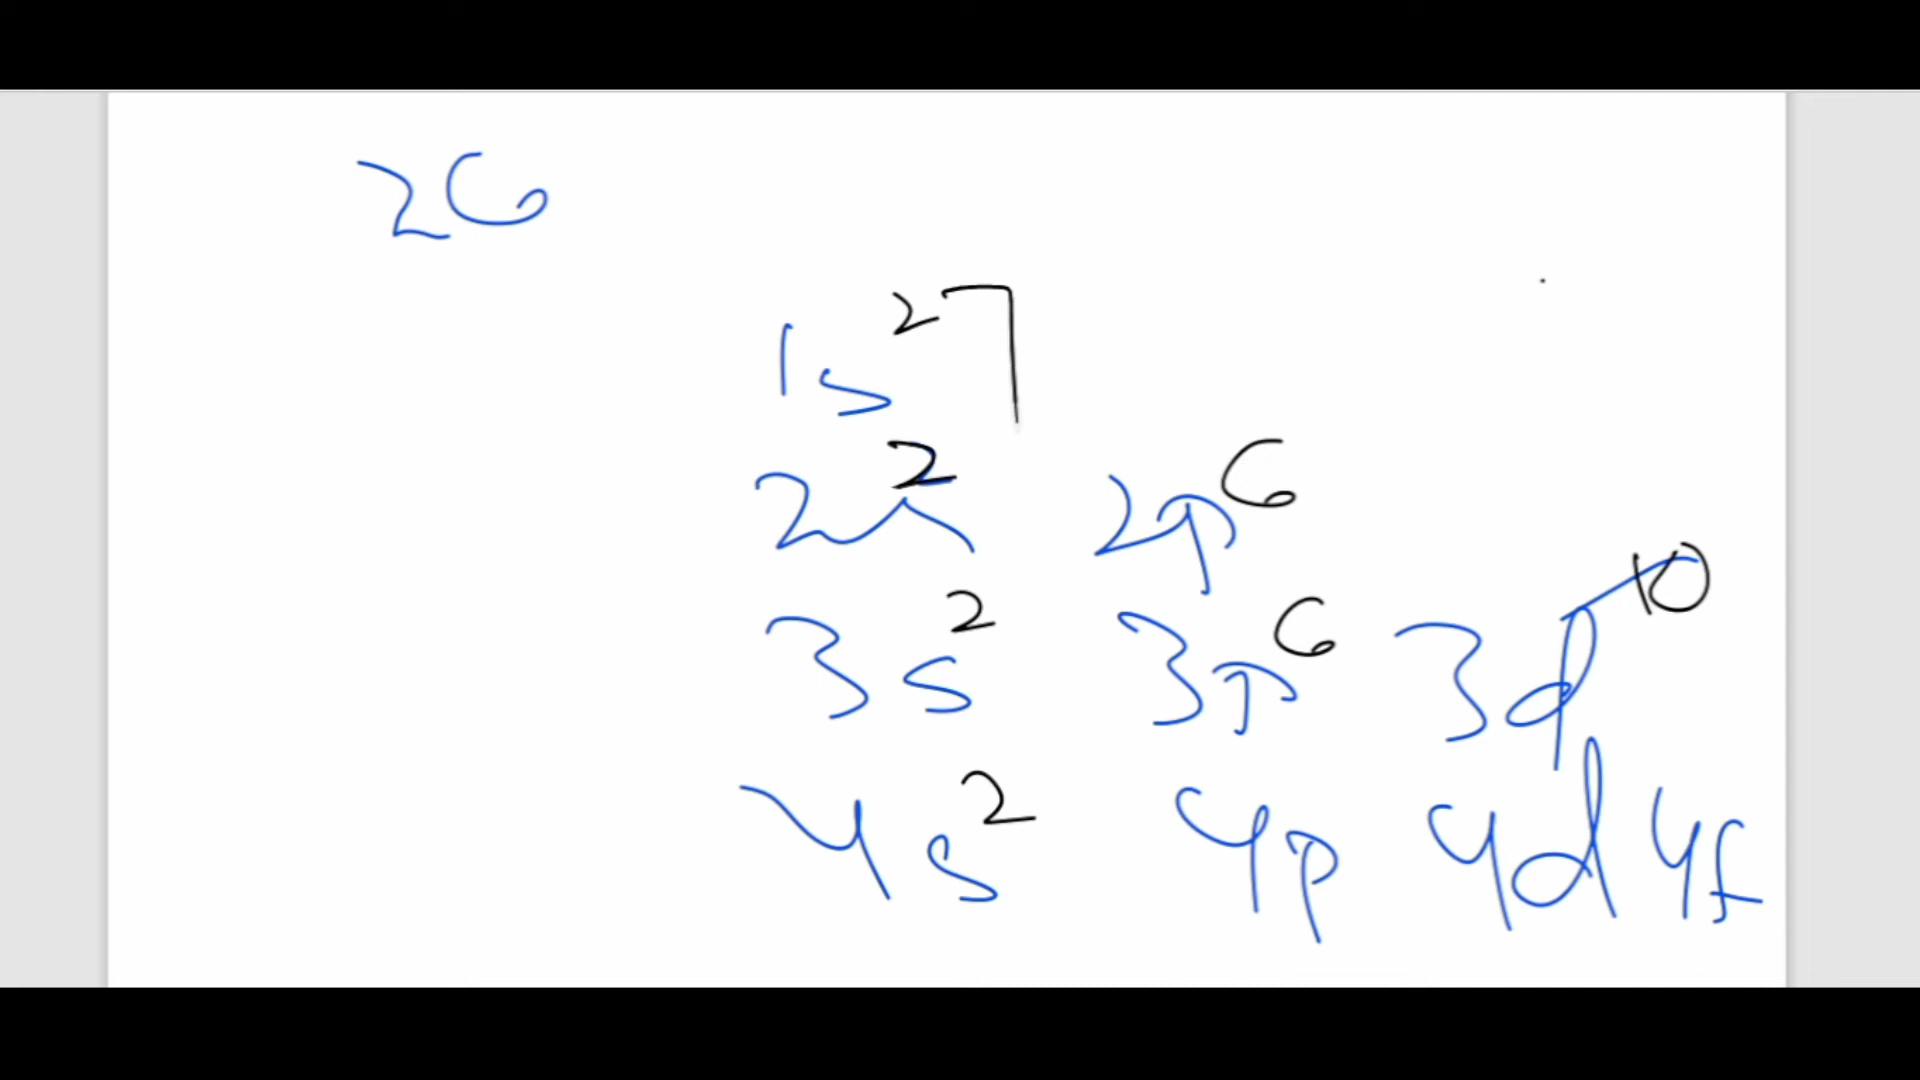 26
1s²
2s² 2p⁶
3s² 3p⁶ 3d¹⁰
4s² 4p 4d 4f